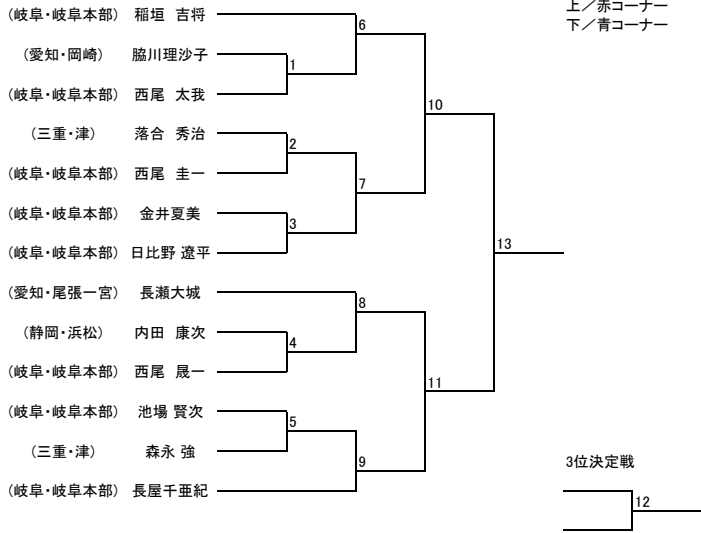 上／赤コーナー
下／青コーナー
(岐阜・岐阜本部) 稲垣 吉将
(愛知・岡崎) 脇川理沙子
(岐阜・岐阜本部) 西尾 太我
(三重・津) 落合 秀治
(岐阜・岐阜本部) 西尾 圭一
(岐阜・岐阜本部) 金井夏美
(岐阜・岐阜本部) 日比野 遼平
(愛知・尾張一宮) 長瀬大城
(静岡・浜松) 内田 康次
(岐阜・岐阜本部) 西尾 晟一
(岐阜・岐阜本部) 池場 賢次
(三重・津) 森永 強
(岐阜・岐阜本部) 長屋千亜紀
1
2
3
4
5
6
7
8
9
10
11
13
3位決定戦
12